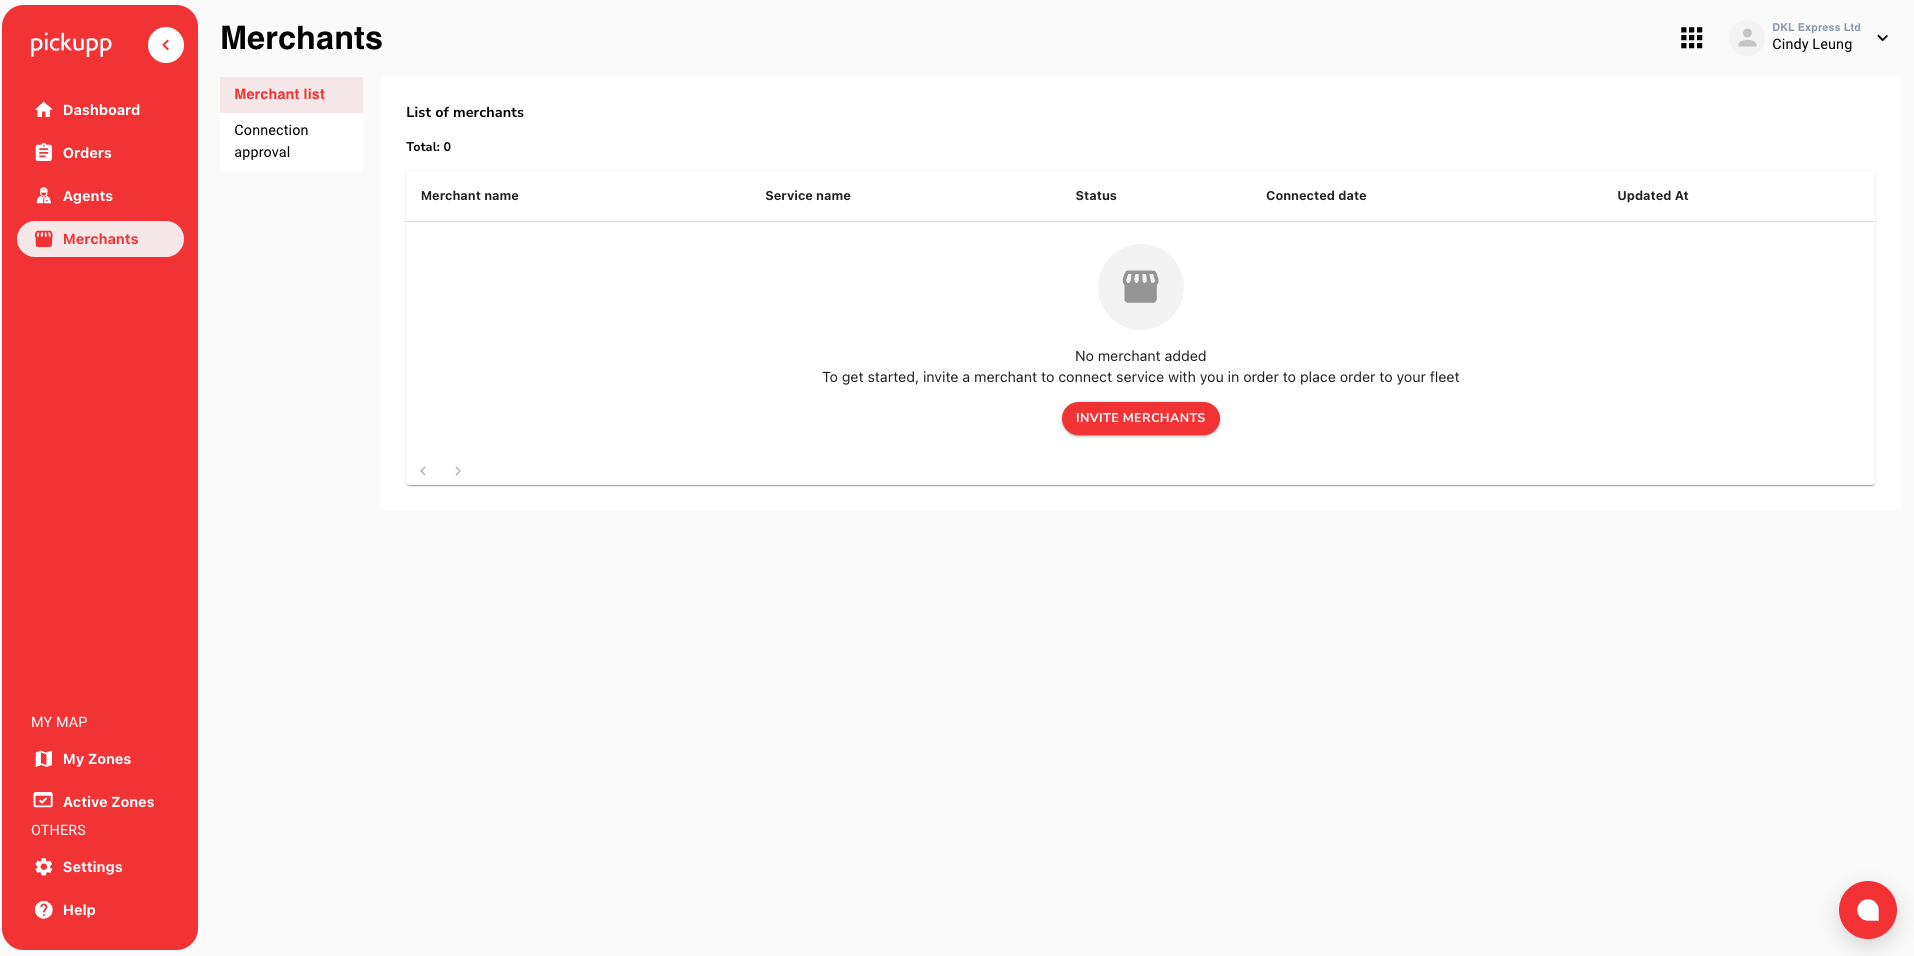 pickupp
Dashboard
Orders
Agents
Merchants
MY MAP
My Zones
Active Zones
OTHERS
Settings
Help
Merchants
DKL Express Ltd
Cindy Leung
Merchant list
Connection
approval
List of merchants
Total: 0
Merchant name Service name Status Connected date Updated At
No merchant added
To get started, invite a merchant to connect service with you in order to place order to your fleet
INVITE MERCHANTS